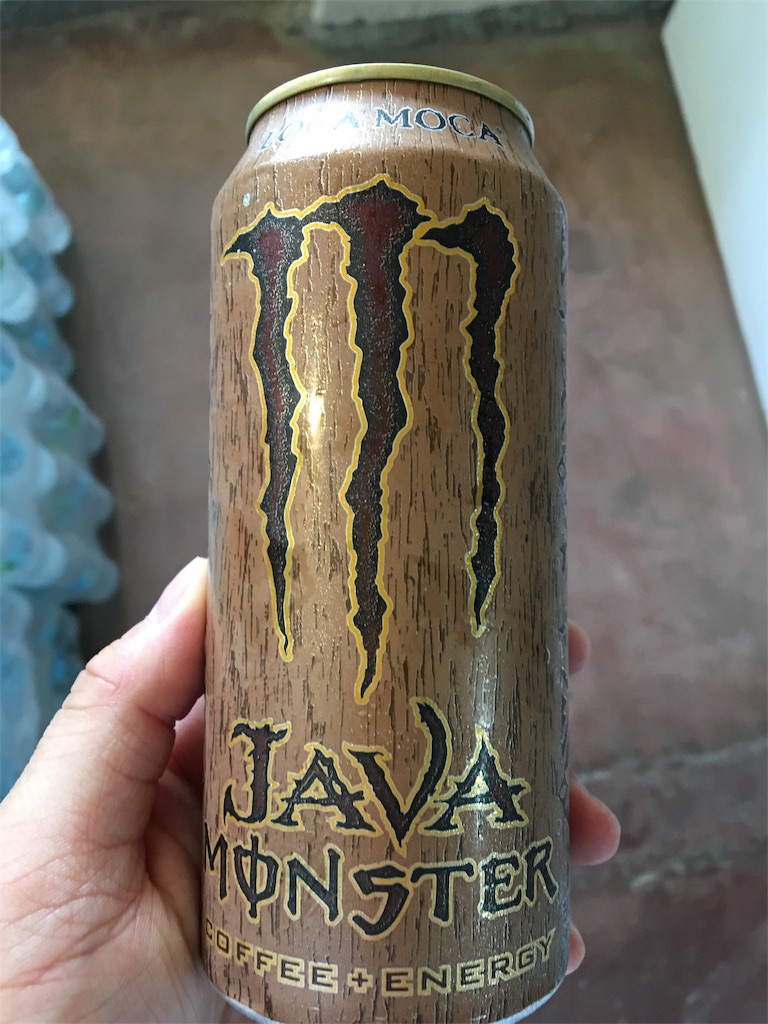 LOCA MOCA
JAVA
MONSTER
COFFEE + ENERGY